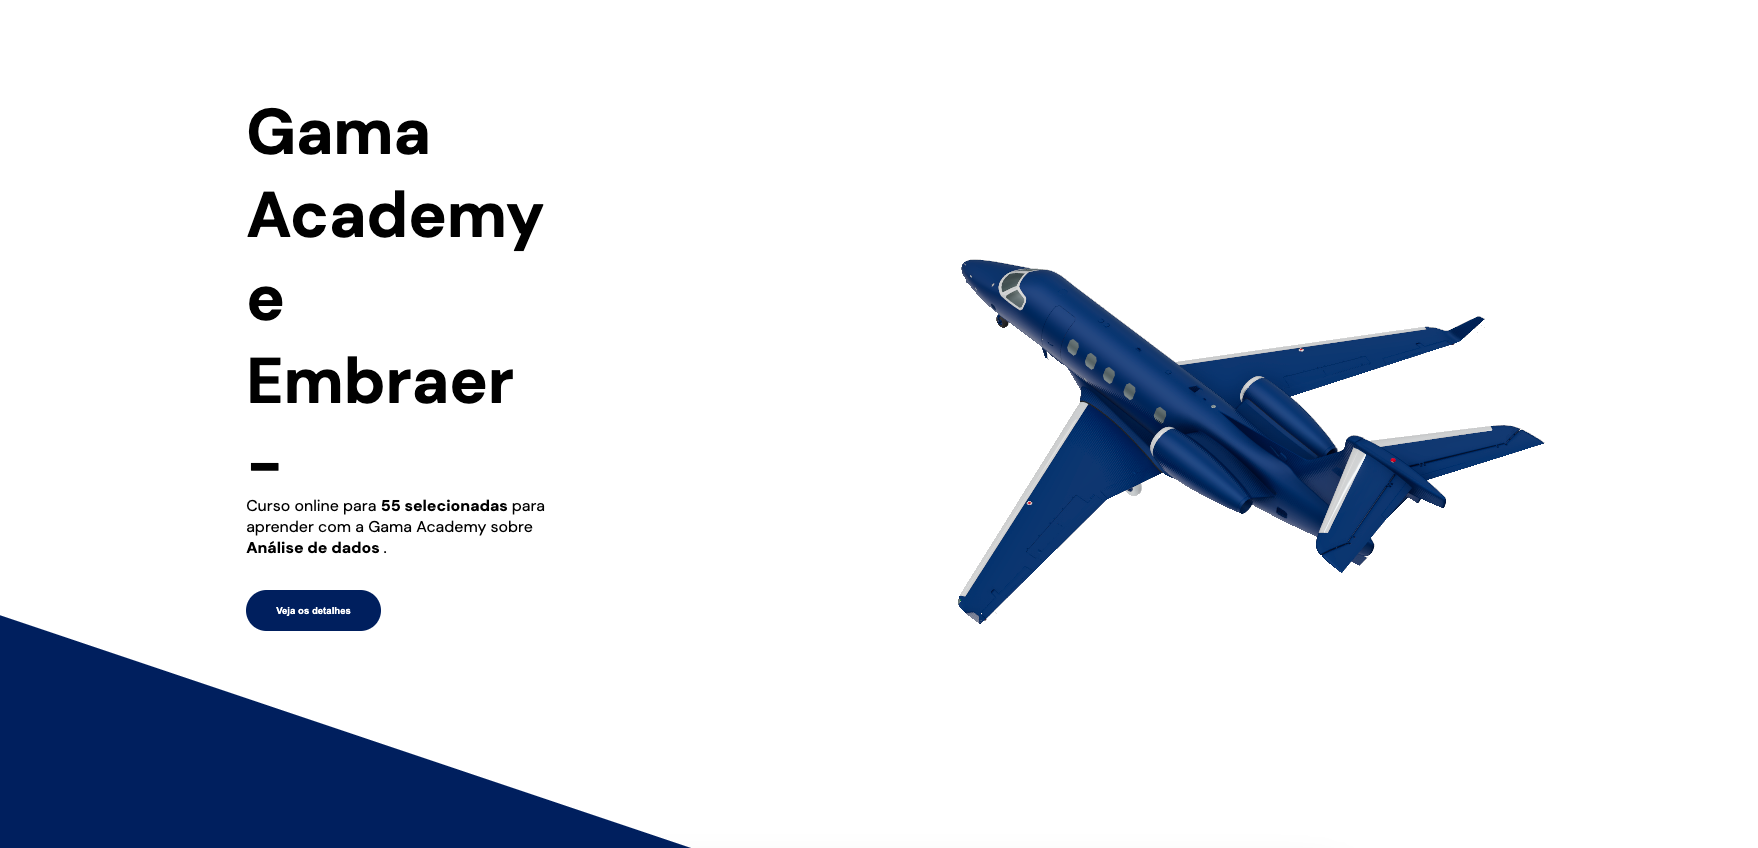 Gama
Academy
e
Embraer
–
Curso online para 55 selecionadas para
aprender com a Gama Academy sobre
Análise de dados .
Veja os detalhes